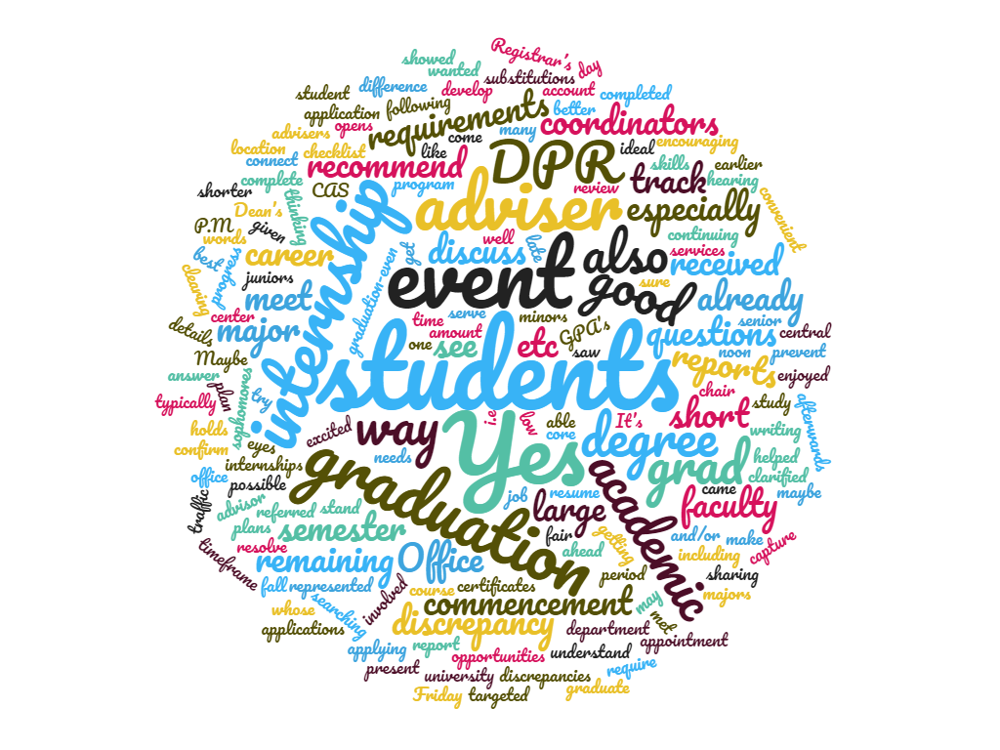 Registrar's
showed
wanted
day
substitutions
difference
student
develop
account
completed
following
application
requirements
better
advisers
opens
many
coordinators
come
location
checklist
like
ideal
encouraging
connect
recommend
DPR
skills
earlier
complete
CAS
program
review
track
hearing
shorter
thinking
internship
adviser
especially
convenient
Dean's
P.M
given
words
well
late
continuing
career
discuss
also
services
received
best
progress
get
event
good
sure
clearing
juniors
graduation-even
meet
already
center
time
serve
minors
GPA's
senior
details
major
amount
questions
central
one
see
etc
saw
noon
prevent
Maybe
students
reports
answer
plan
sophomores
try
enjoyed
chair
typically
short
study
afterwards
i.e
low
able
It's
holds
excited
way
Yes
core
degree
writing
confirm
eyes
needs
grad
helped
internships
graduation
academic
clarified
office
possible
came
maybe
traffic
advisor
referred
stand
job
resume
large
faculty
plans
semester
fair
getting
and/or
make
capture
timeframe
resolve
ahead
including
remaining
Office
period
sharing
fall
represented
involved
course
certificates
may
majors
whose
searching
commencement
met
applications
discrepancy
department
applying
report
appointment
opportunities
understand
present
university
discrepancies
require
Friday
targeted
graduate